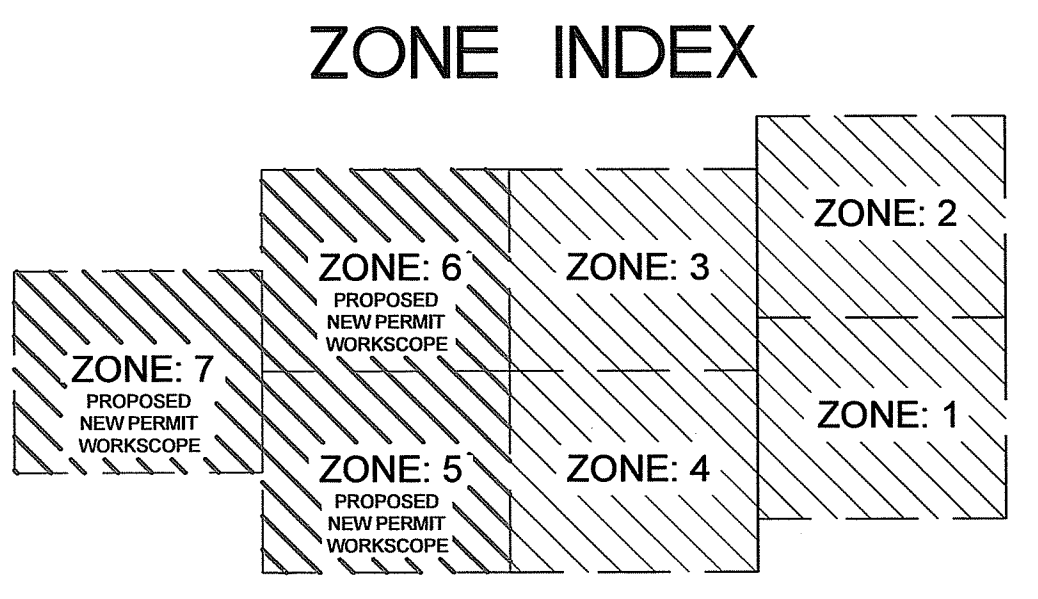 ZONE INDEX
ZONE: 2
ZONE: 6
PROPOSED
NEW PERMIT
WORKSCOPE
ZONE: 3
ZONE: 7
PROPOSED
NEW PERMIT
WORKSCOPE
ZONE: 1
ZONE: 5
PROPOSED
NEW PERMIT
WORKSCOPE
ZONE: 4